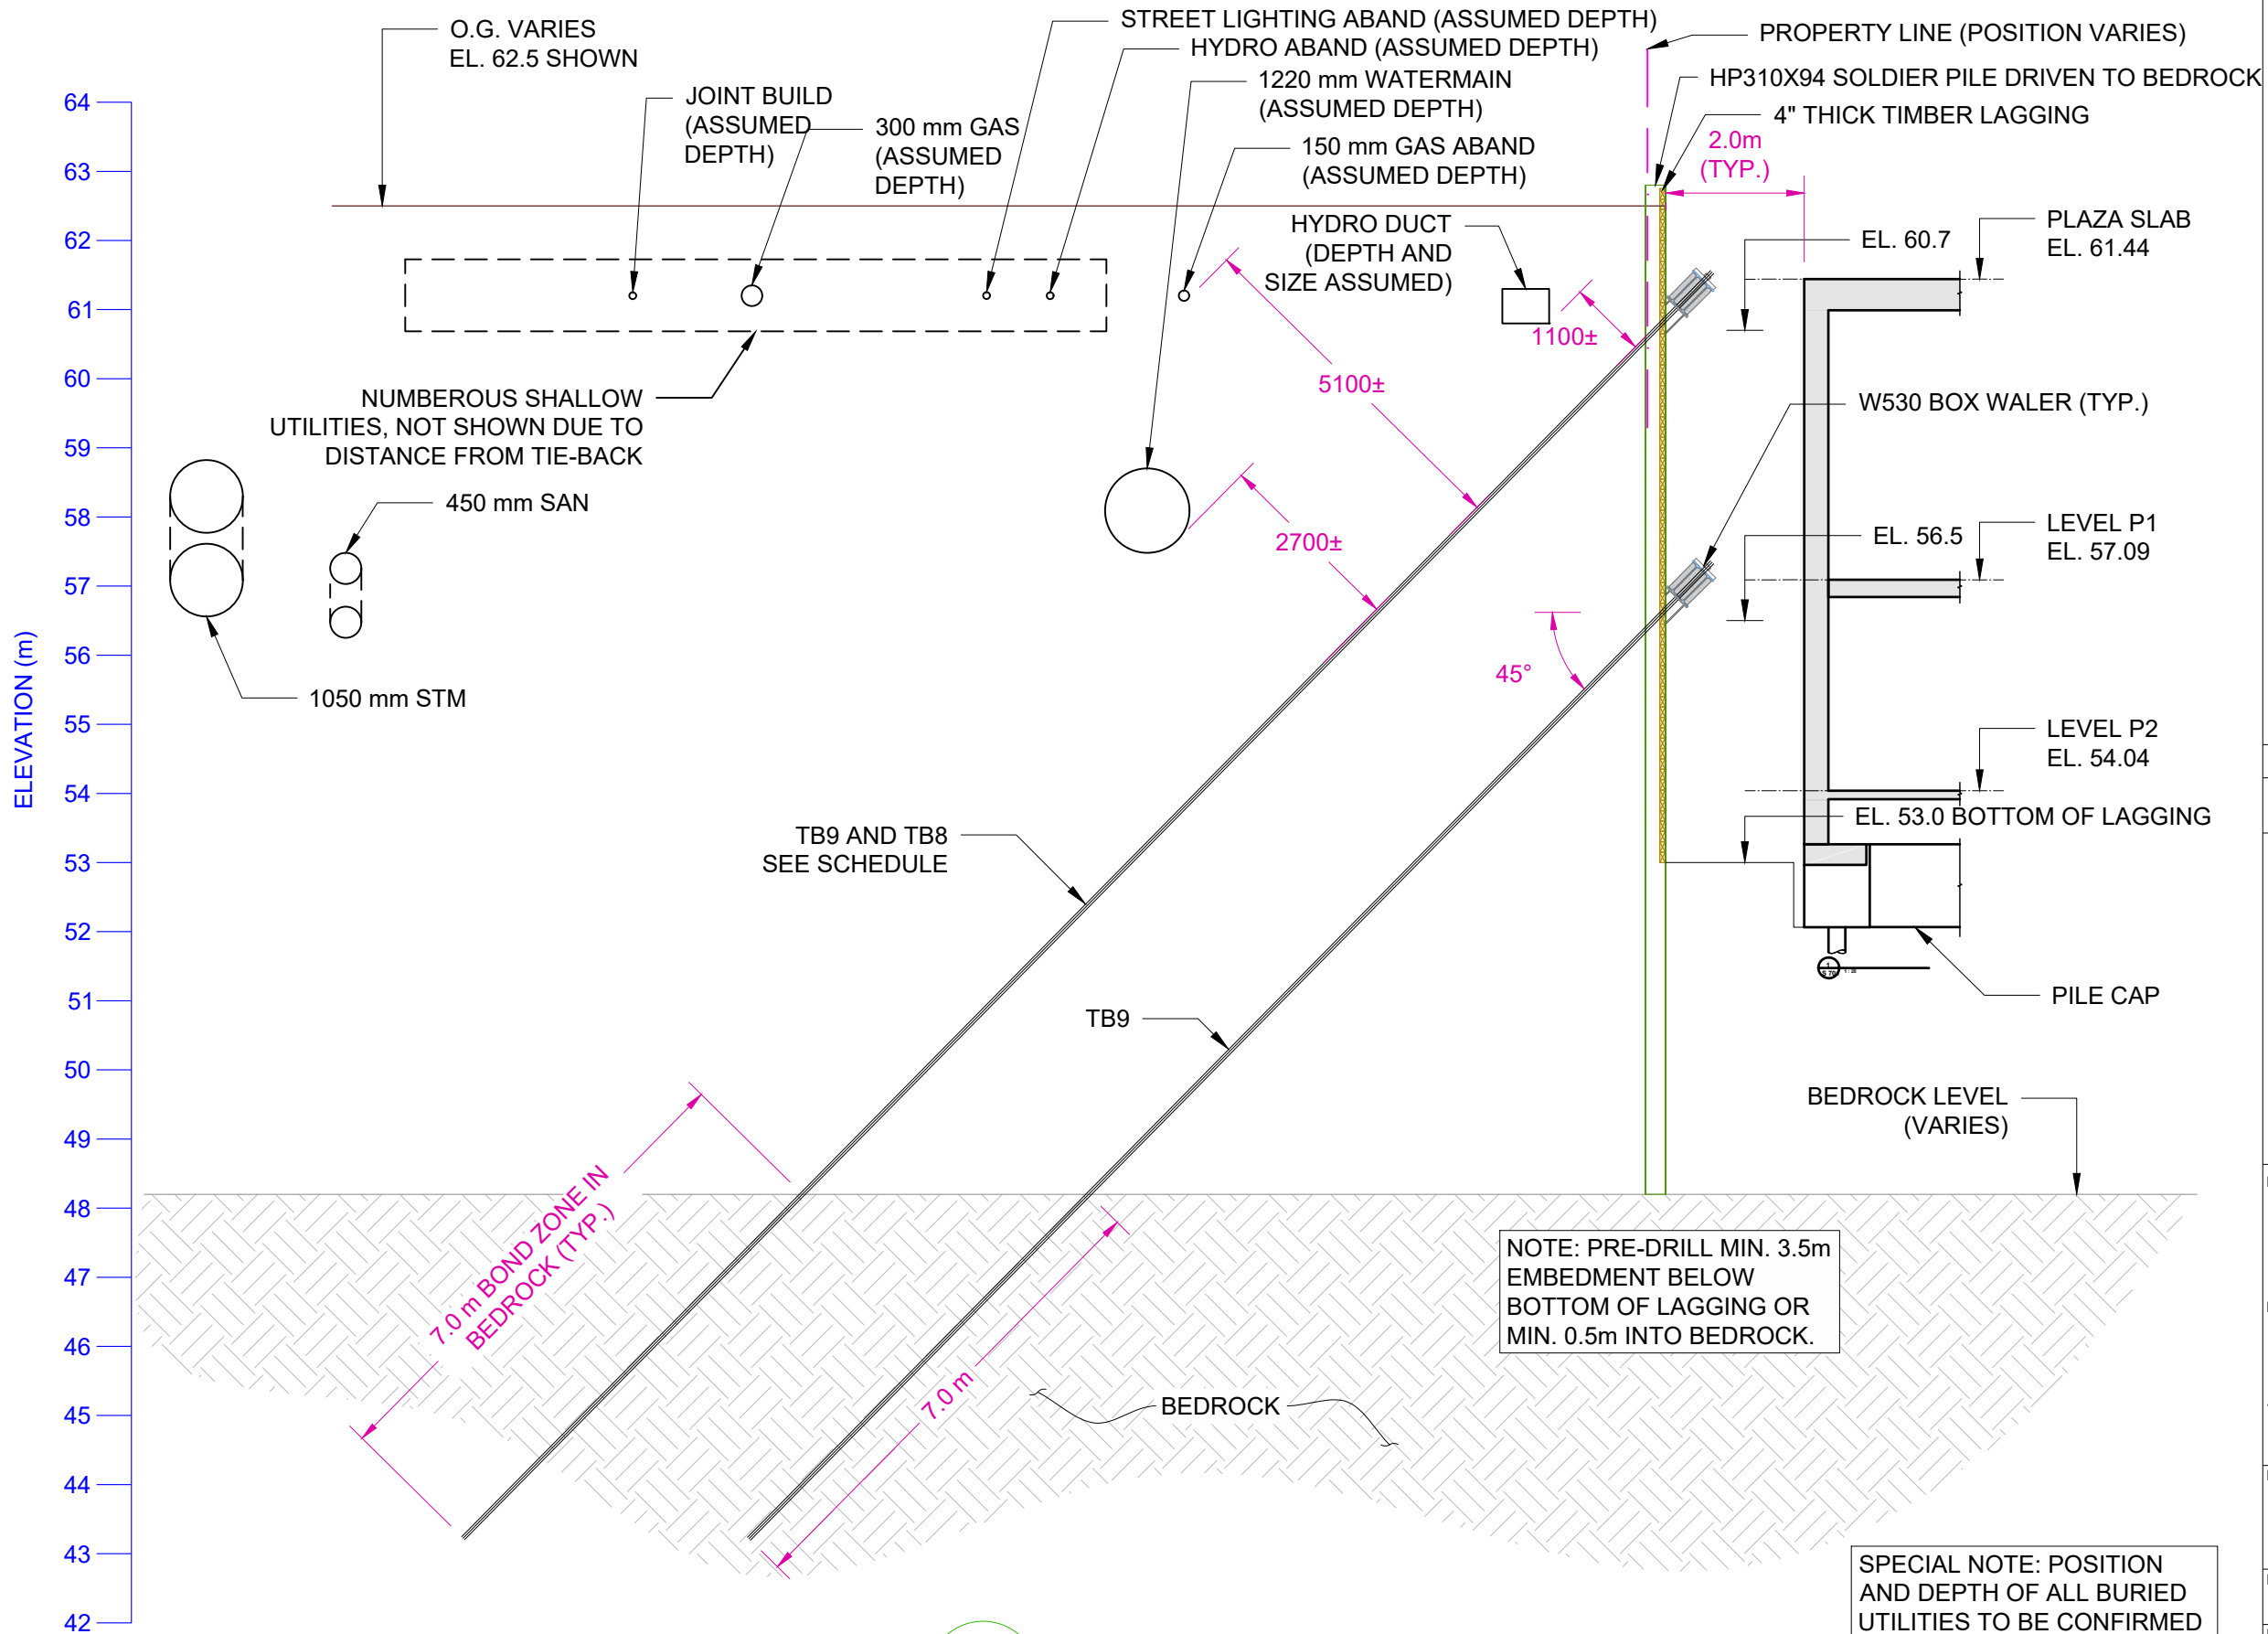 O.G. VARIES
EL. 62.5 SHOWN
STREET LIGHTING ABAND (ASSUMED DEPTH)
HYDRO ABAND (ASSUMED DEPTH)
PROPERTY LINE (POSITION VARIES)
JOINT BUILD
(ASSUMED
DEPTH)
300 mm GAS
(ASSUMED
DEPTH)
1220 mm WATERMAIN
(ASSUMED DEPTH)
150 mm GAS ABAND
(ASSUMED DEPTH)
HP310X94 SOLDIER PILE DRIVEN TO BEDROCK
4" THICK TIMBER LAGGING
2.0m
(TYP.)
HYDRO DUCT
(DEPTH AND
SIZE ASSUMED)
EL. 60.7
PLAZA SLAB
EL. 61.44
1100±
5100±
2700±
NUMBEROUS SHALLOW
UTILITIES, NOT SHOWN DUE TO
DISTANCE FROM TIE-BACK
W530 BOX WALER (TYP.)
450 mm SAN
EL. 56.5
LEVEL P1
EL. 57.09
45°
1050 mm STM
LEVEL P2
EL. 54.04
EL. 53.0 BOTTOM OF LAGGING
TB9 AND TB8
SEE SCHEDULE
TB9
PILE CAP
BEDROCK LEVEL
(VARIES)
7.0 m BOND ZONE IN
BEDROCK (TYP.)
7.0 m
BEDROCK
NOTE: PRE-DRILL MIN. 3.5m
EMBEDMENT BELOW
BOTTOM OF LAGGING OR
MIN. 0.5m INTO BEDROCK.
SPECIAL NOTE: POSITION
AND DEPTH OF ALL BURIED
UTILITIES TO BE CONFIRMED
ELEVATION (m)
64
63
62
61
60
59
58
57
56
55
54
53
52
51
50
49
48
47
46
45
44
43
42